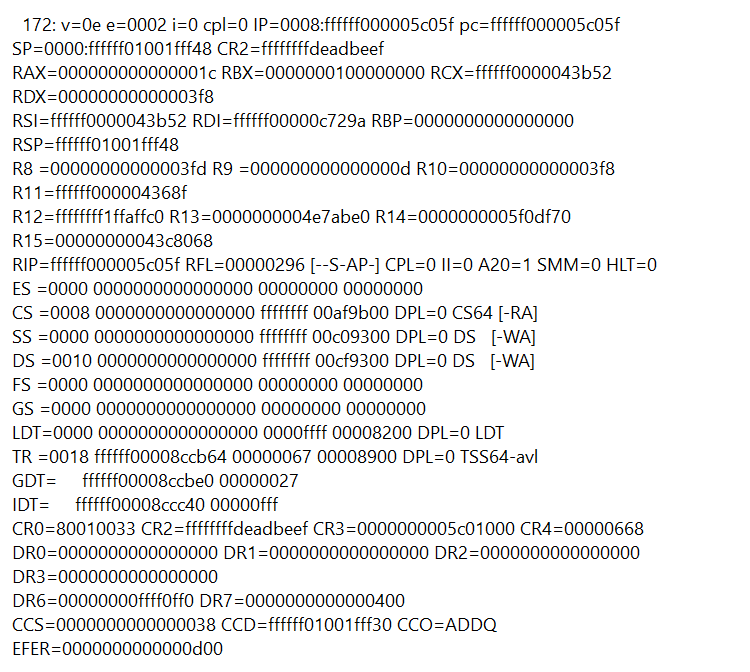 172: v=0e e=0002 i=0 cpl=0 IP=0008:ffffff000005c05f pc=ffffff000005c05f
SP=0000:ffffff01001fff48 CR2=ffffffffdeadbeef
RAX=000000000000001c RBX=0000000100000000 RCX=ffffff0000043b52
RDX=00000000000003f8
RSI=ffffff0000043b52 RDI=ffffff00000c729a RBP=0000000000000000
RSP=ffffff01001fff48
R8 =00000000000003fd R9 =000000000000000d R10=00000000000003f8
R11=ffffff000004368f
R12=ffffffff1ffaffc0 R13=0000000004e7abe0 R14=0000000005f0df70
R15=00000000043c8068
RIP=ffffff000005c05f RFL=00000296 [--S-AP-] CPL=0 II=0 A20=1 SMM=0 HLT=0
ES =0000 0000000000000000 00000000 00000000
CS =0008 0000000000000000 ffffffff 00af9b00 DPL=0 CS64 [-RA]
SS =0000 0000000000000000 ffffffff 00c09300 DPL=0 DS   [-WA]
DS =0010 0000000000000000 ffffffff 00cf9300 DPL=0 DS   [-WA]
FS =0000 0000000000000000 00000000 00000000
GS =0000 0000000000000000 00000000 00000000
LDT=0000 0000000000000000 0000ffff 00008200 DPL=0 LDT
TR =0018 ffffff00008ccb64 00000067 00008900 DPL=0 TSS64-avl
GDT=     ffffff00008ccbe0 00000027
IDT=     ffffff00008ccc40 00000fff
CR0=80010033 CR2=ffffffffdeadbeef CR3=0000000005c01000 CR4=00000668
DR0=0000000000000000 DR1=0000000000000000 DR2=0000000000000000
DR3=0000000000000000
DR6=00000000ffff0ff0 DR7=0000000000000400
CCS=0000000000000038 CCD=ffffff01001fff30 CCO=ADDQ
EFER=0000000000000d00